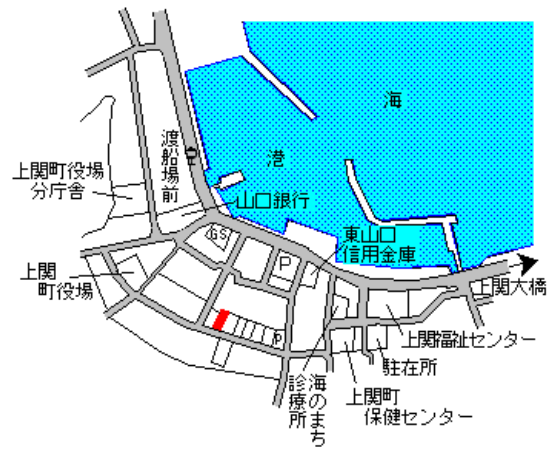 海
港
渡船場前
上関町役場
分庁舎
山口銀行
GS
東山口
信用金庫
P
上関
町役場
上関大橋
上関福祉センター
P
駐在所
海のまち
診療所
上関町
保健センター